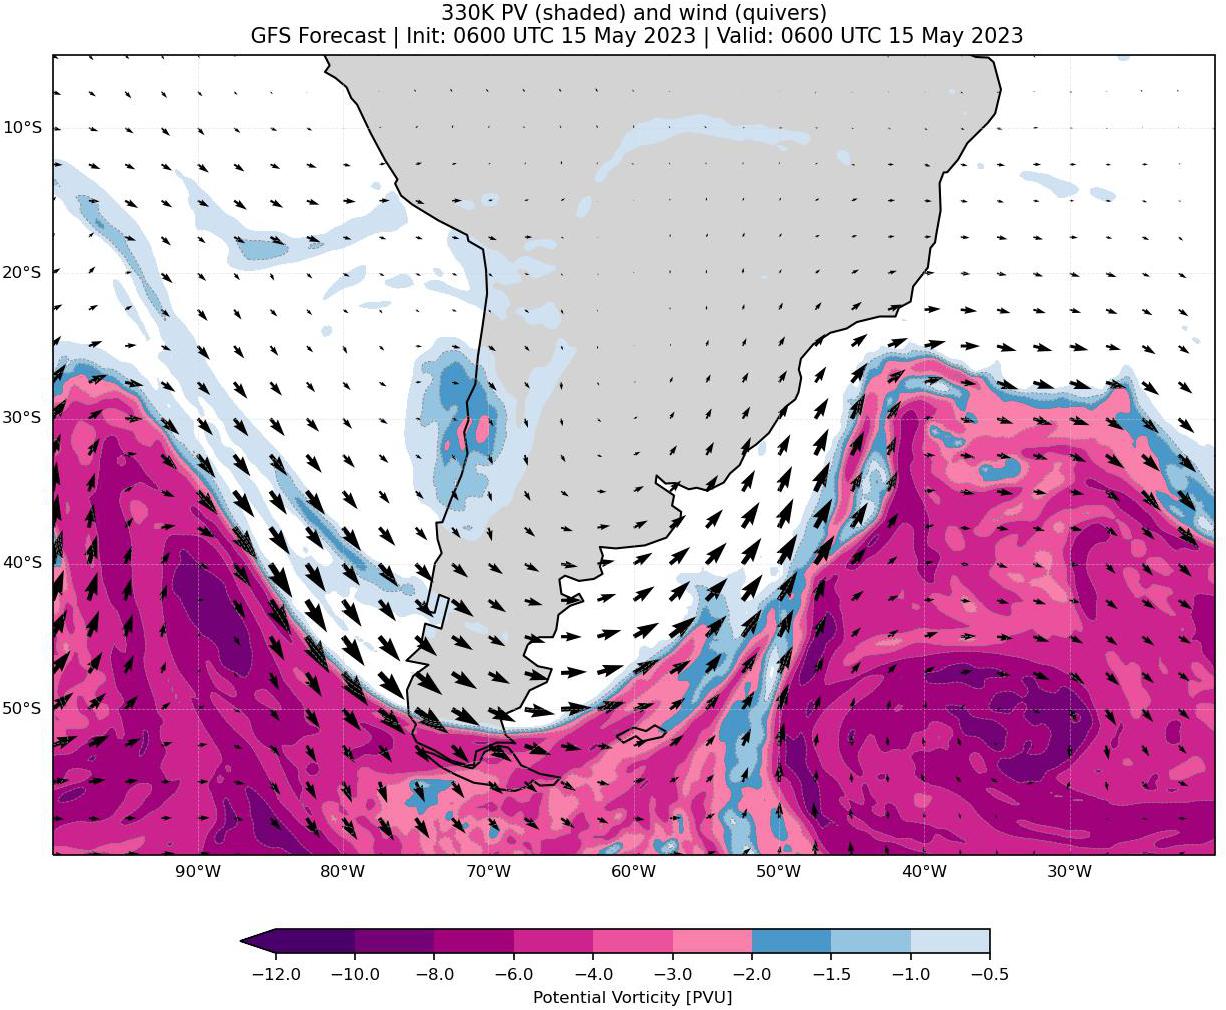 330K PV (shaded) and wind (quivers)
GFS Forecast | Init: 0600 UTC 15 May 2023 | Valid: 0600 UTC 15 May 2023
10°S
20°S
30°S
40°S
50°S
90°W 80°W 70°W 60°W 50°W 40°W 30°W
−12.0 −10.0 −8.0 −6.0 −4.0 −3.0 −2.0 −1.5 −1.0 −0.5
Potential Vorticity [PVU]